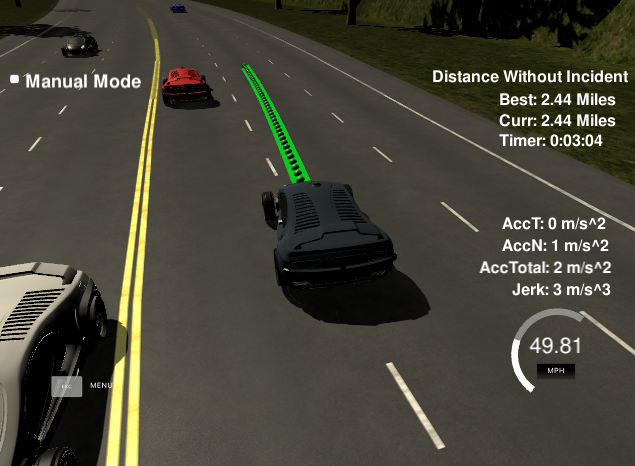 Manual Mode
Distance Without Incident
Best: 2.44 Miles
Curr: 2.44 Miles
Timer: 0:03:04
AccT: 0 m/s^2
AccN: 1 m/s^2
AccTotal: 2 m/s^2
Jerk: 3 m/s^3
49.81
MPH
ESC MENU